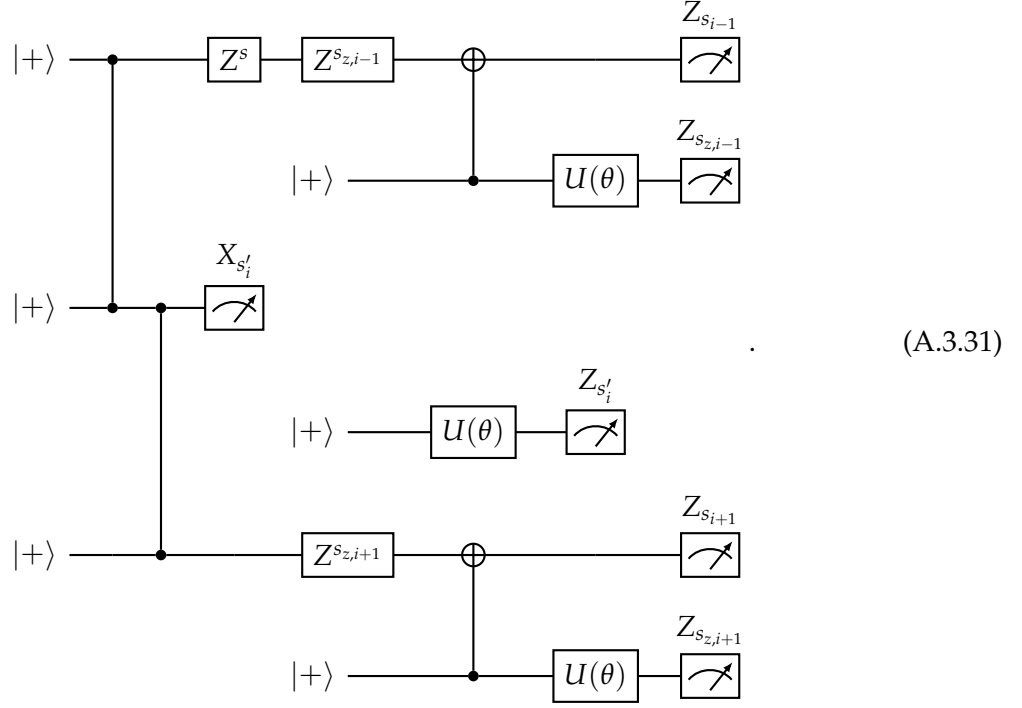 Z_{s_{i−1}}
|+⟩ Z^s Z^{s_{z,i−1}}
Z_{s_{z,i−1}}
|+⟩ U(θ)
X_{s′_i}
|+⟩
. (A.3.31)
Z_{s′_i}
|+⟩ U(θ)
Z_{s_{i+1}}
|+⟩ Z^{s_{z,i+1}}
Z_{s_{z,i+1}}
|+⟩ U(θ)